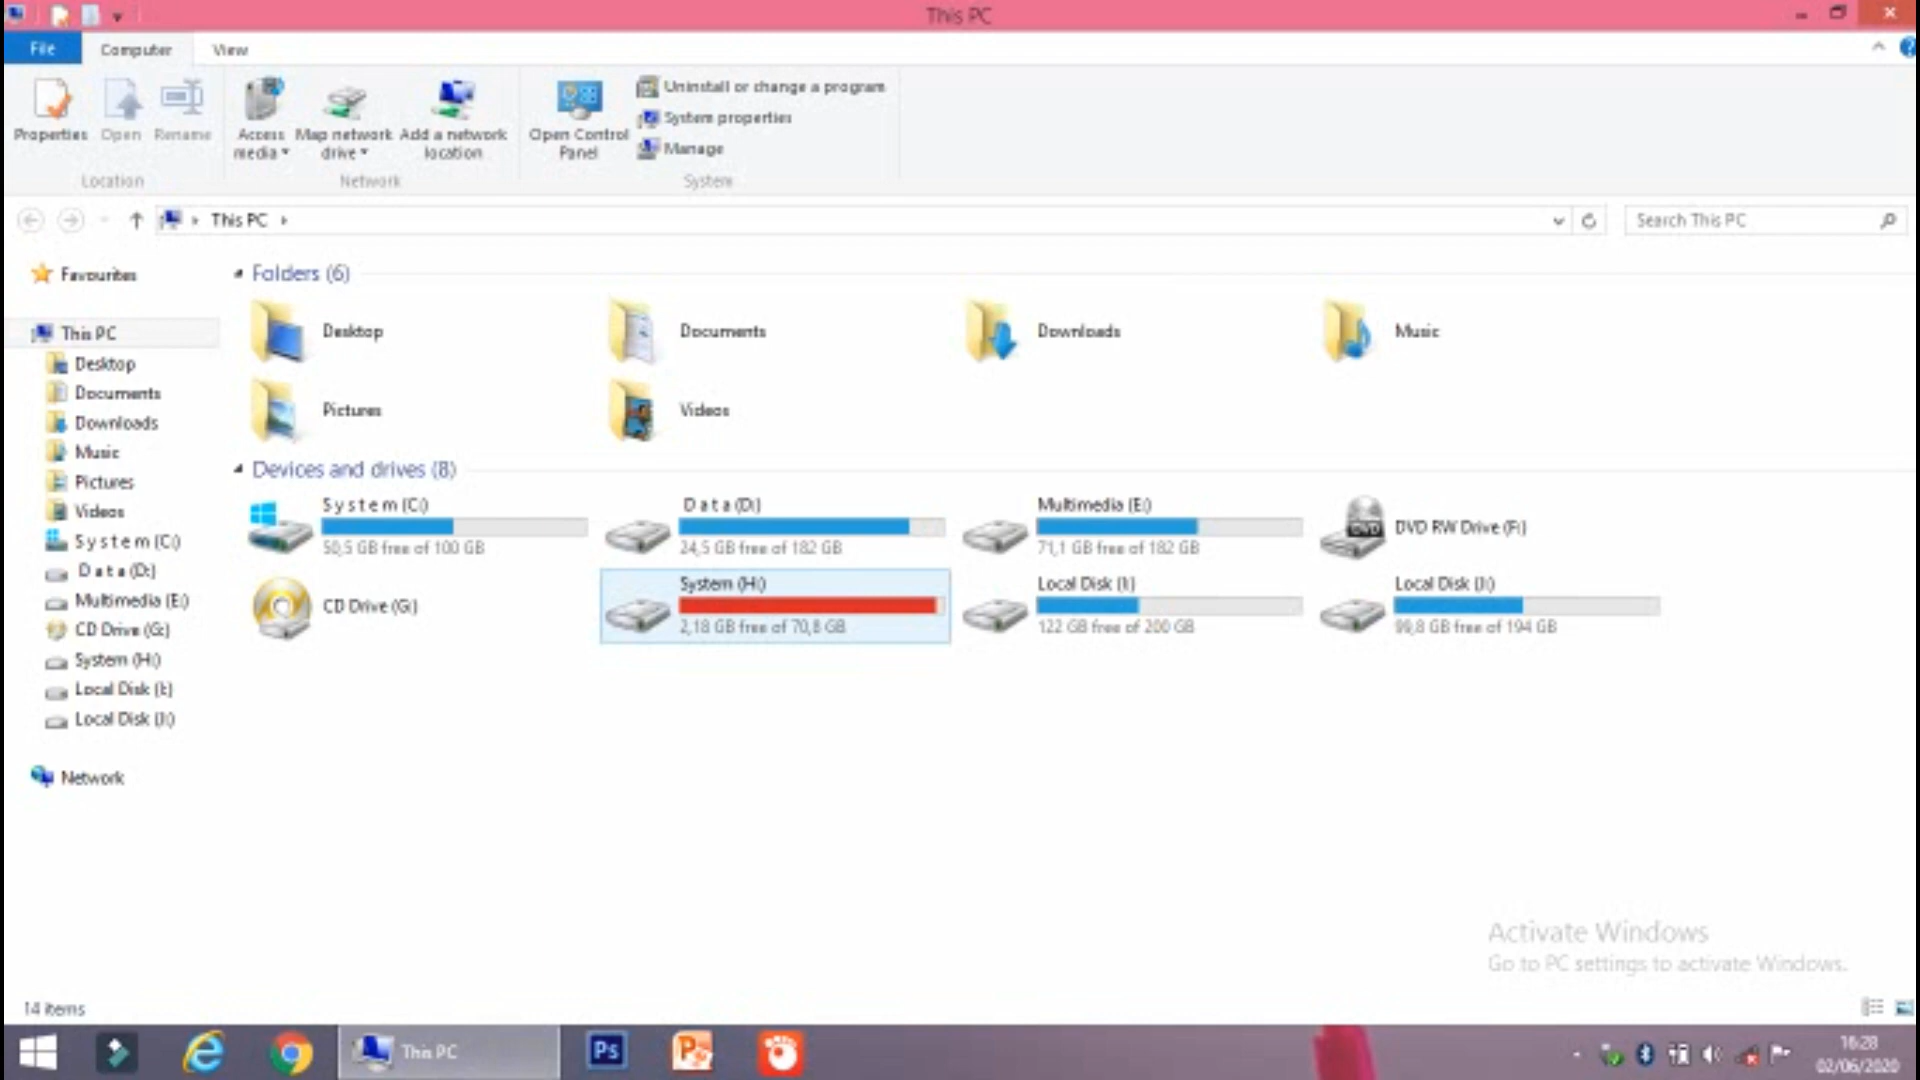 This PC
File Computer View
Properties Open Rename
Access media Map network drive Add a network location
Open Control Panel
Uninstall or change a program
System properties
Manage
Location Network System
This PC
Search This PC
Favourites
This PC
Desktop
Documents
Downloads
Music
Pictures
Videos
System (C:)
Data (D:)
Multimedia (E:)
CD Drive (G:)
System (H:)
Local Disk (I:)
Local Disk (J:)
Network
Folders (6)
Desktop
Documents
Downloads
Music
Pictures
Videos
Devices and drives (8)
System (C:)
50,5 GB free of 100 GB
Data (D:)
24,5 GB free of 182 GB
Multimedia (E:)
71,1 GB free of 182 GB
DVD RW Drive (F:)
CD Drive (G:)
System (H:)
2,18 GB free of 70,8 GB
Local Disk (I:)
122 GB free of 200 GB
Local Disk (J:)
99,8 GB free of 194 GB
Activate Windows
Go to PC settings to activate Windows.
14 items
This PC
Ps
16:28
02/06/2020